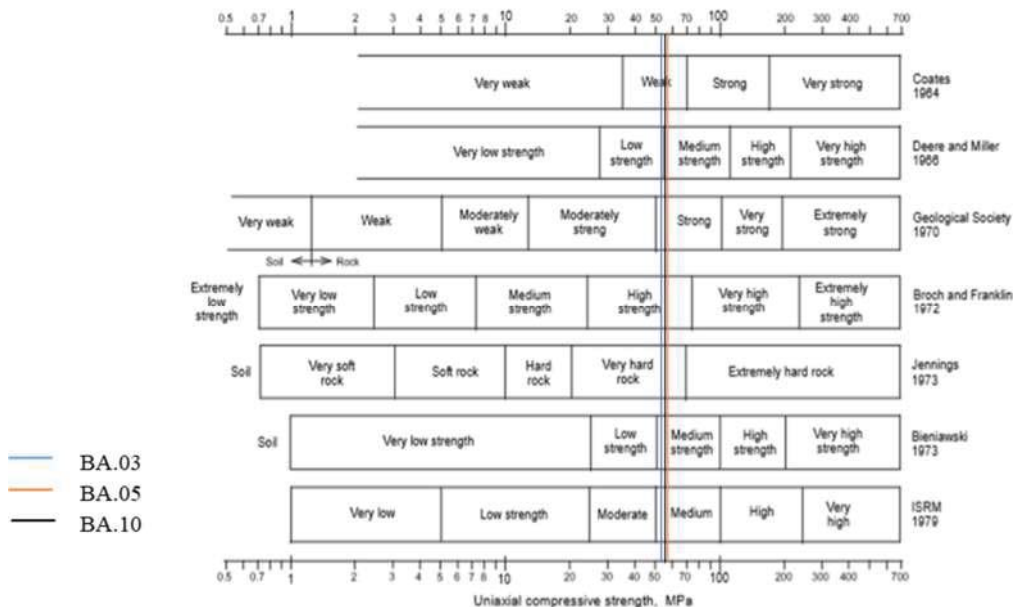 0.5 0.7 1 2 3 4 5 6 7 8 10 20 30 40 50 70 100 200 300 400 700
Very weak Weak Strong Very strong
Coates
1964
Very low strength
Low
strength
Medium
strength
High
strength
Very high
strength
Deere and Miller
1966
Very weak
Weak
Moderately
weak
Moderately
streng
Strong
Very
strong
Extremely
strong
Geological Society
1970
Soil Rock
Extremely
low
strength
Very low
strength
Low
strength
Medium
strength
High
strength
Very high
strength
Extremely
high
strength
Broch and Franklin
1972
Soil
Very soft
rock
Soft rock
Hard
rock
Very hard
rock
Extremely hard rock
Jennings
1973
Soil
Very low strength
Low
strength
Medium
strength
High
strength
Very high
strength
Bieniawski
1973
Very low
Low strength
Moderate
Medium
High
Very
high
ISRM
1979
BA.03
BA.05
BA.10
0.5 0.7 1 2 3 4 5 6 7 8 10 20 30 40 50 70 100 200 300 400 700
Uniaxial compressive strength, MPa